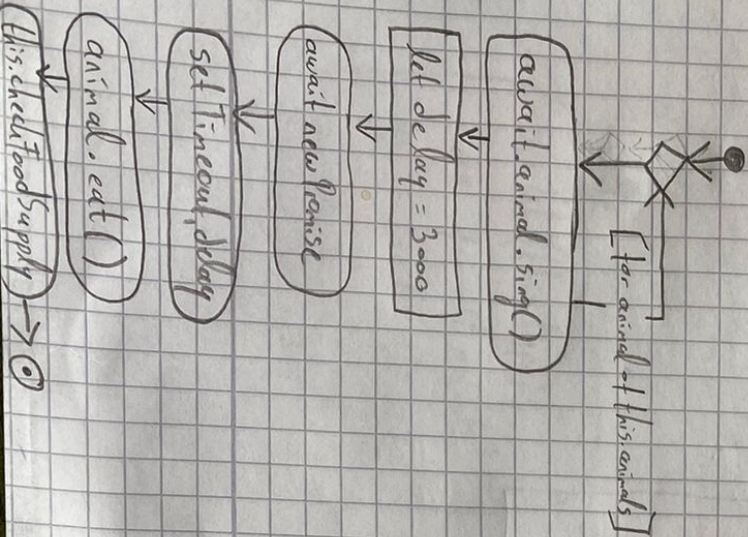 [for animal of this.animals]
await animal.sing()
let delay = 3000
await new Promise
setTimeout, delay
animal.eat()
this.checkFoodSupply